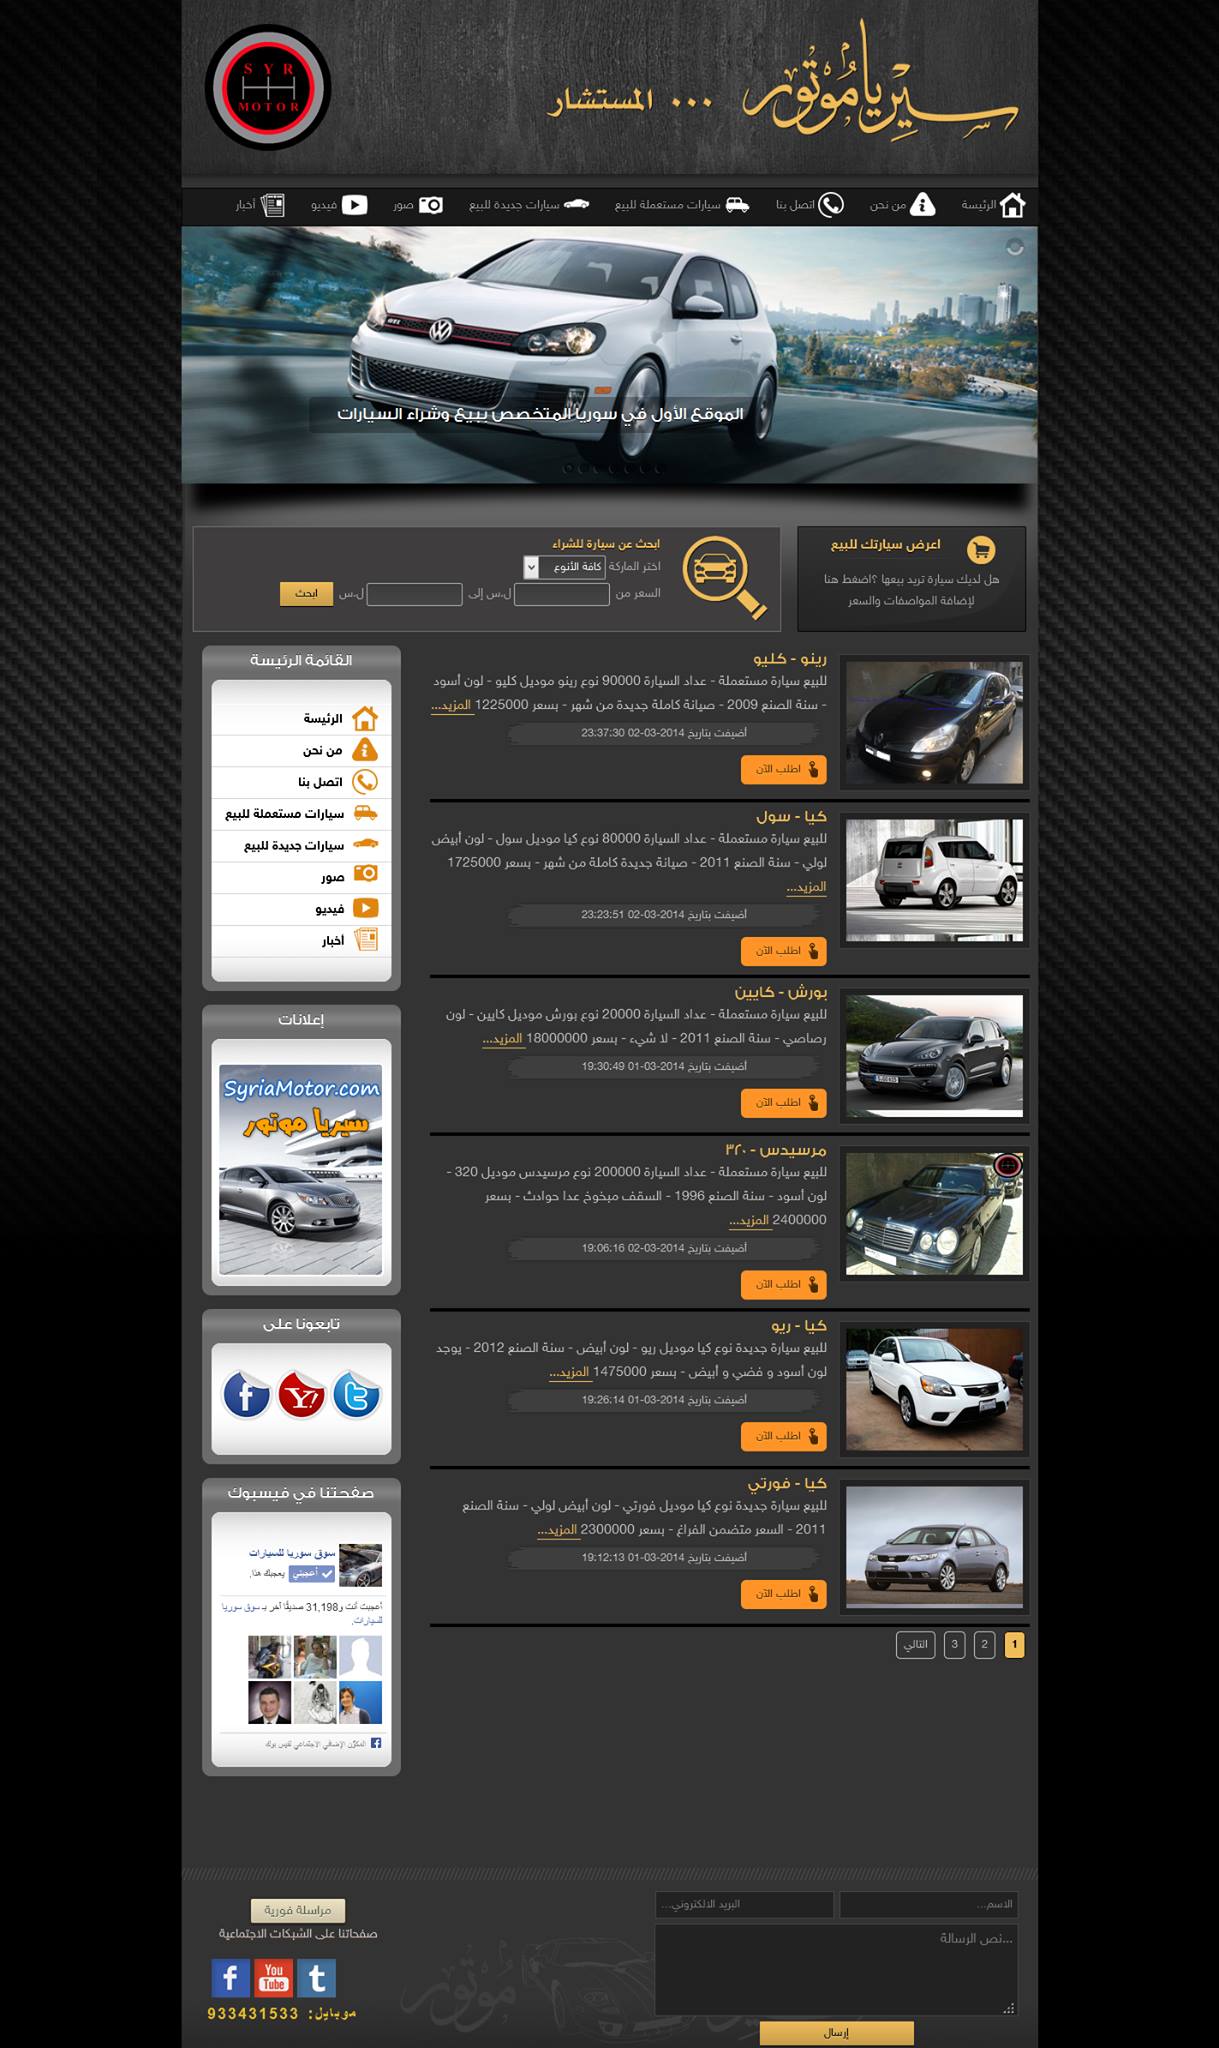 سيريا موتور ... المستشار
SYR
MOTOR
الرئيسة من نحن اتصل بنا سيارات مستعملة للبيع سيارات جديدة للبيع صور فيديو أخبار
الموقع الأول في سوريا المتخصص ببيع وشراء السيارات
اعرض سيارتك للبيع
هل لديك سيارة تريد بيعها ؟اضغط هنا
لإضافة المواصفات والسعر
ابحث عن سيارة للشراء
اختر الماركة كافة الأنوع
السعر من ل.س إلى ل.س ابحث
رينو - كليو
للبيع سيارة مستعملة - عداد السيارة 90000 نوع رينو موديل كليو - لون أسود
- سنة الصنع 2009 - صيانة كاملة جديدة من شهر - بسعر 1225000 المزيد...
أضيفت بتاريخ 2014-03-02 23:37:30
اطلب الآن
كيا - سول
للبيع سيارة مستعملة - عداد السيارة 80000 نوع كيا موديل سول - لون أبيض
لولي - سنة الصنع 2011 - صيانة جديدة كاملة من شهر - بسعر 1725000
المزيد...
أضيفت بتاريخ 2014-03-02 23:23:51
اطلب الآن
بورش - كايين
للبيع سيارة مستعملة - عداد السيارة 20000 نوع بورش موديل كايين - لون
رصاصي - سنة الصنع 2011 - لا شيء - بسعر 18000000 المزيد...
أضيفت بتاريخ 2014-03-01 19:30:49
اطلب الآن
مرسيدس - ٣٢٠
للبيع سيارة مستعملة - عداد السيارة 200000 نوع مرسيدس موديل 320 -
لون أسود - سنة الصنع 1996 - السقف مبخوخ عدا حوادث - بسعر
2400000 المزيد...
أضيفت بتاريخ 2014-03-02 19:06:16
اطلب الآن
كيا - ريو
للبيع سيارة جديدة نوع كيا موديل ريو - لون أبيض - سنة الصنع 2012 - يوجد
لون أسود و فضي و أبيض - بسعر 1475000 المزيد...
أضيفت بتاريخ 2014-03-01 19:26:14
اطلب الآن
كيا - فورتي
للبيع سيارة جديدة نوع كيا موديل فورتي - لون أبيض لولي - سنة الصنع
2011 - السعر متضمن الفراغ - بسعر 2300000 المزيد...
أضيفت بتاريخ 2014-03-01 19:12:13
اطلب الآن
1 2 3 التالي
القائمة الرئيسة
الرئيسة
من نحن
اتصل بنا
سيارات مستعملة للبيع
سيارات جديدة للبيع
صور
فيديو
أخبار
إعلانات
SyriaMotor.com
سيريا موتور
تابعونا على
صفحتنا في فيسبوك
سوق سوريا للسيارات
أعجبني يعجبك هذا.
أعجبت أنت و31,198 صديقًا آخر بـ سوق سوريا
للسيارات.
المكوّن الإضافي الاجتماعي لفيس بوك
الاسم... البريد الالكتروني...
نص الرسالة...
إرسال
مراسلة فورية
صفحاتنا على الشبكات الاجتماعية
You
Tube
موبايل: 933431533